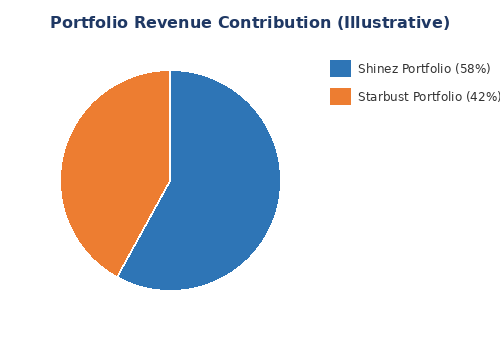 Portfolio Revenue Contribution (Illustrative)
Shinez Portfolio (58%)
Starbust Portfolio (42%)